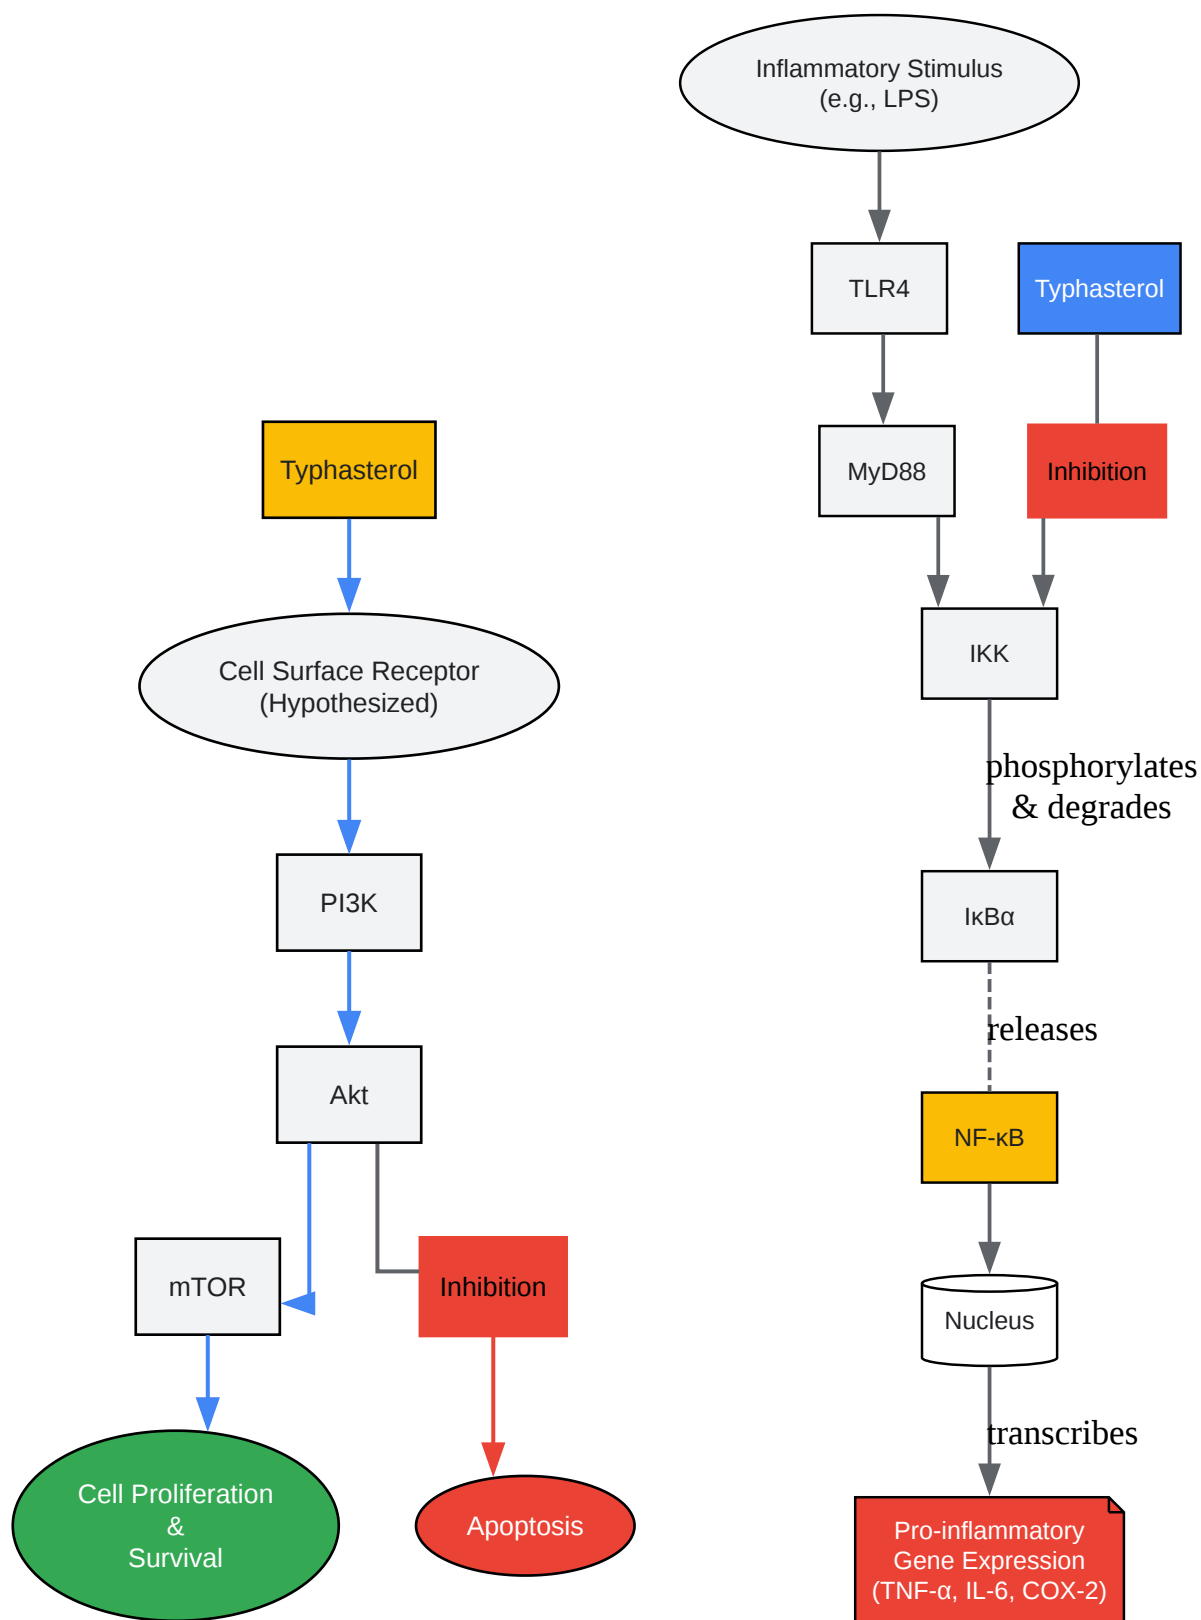 Typhasterol
Cell Surface Receptor
(Hypothesized)
PI3K
Akt
mTOR
Inhibition
Cell Proliferation
&
Survival
Apoptosis
Inflammatory Stimulus
(e.g., LPS)
TLR4
Typhasterol
MyD88
Inhibition
IKK
phosphorylates
& degrades
IκBα
releases
NF-κB
Nucleus
transcribes
Pro-inflammatory
Gene Expression
(TNF-α, IL-6, COX-2)